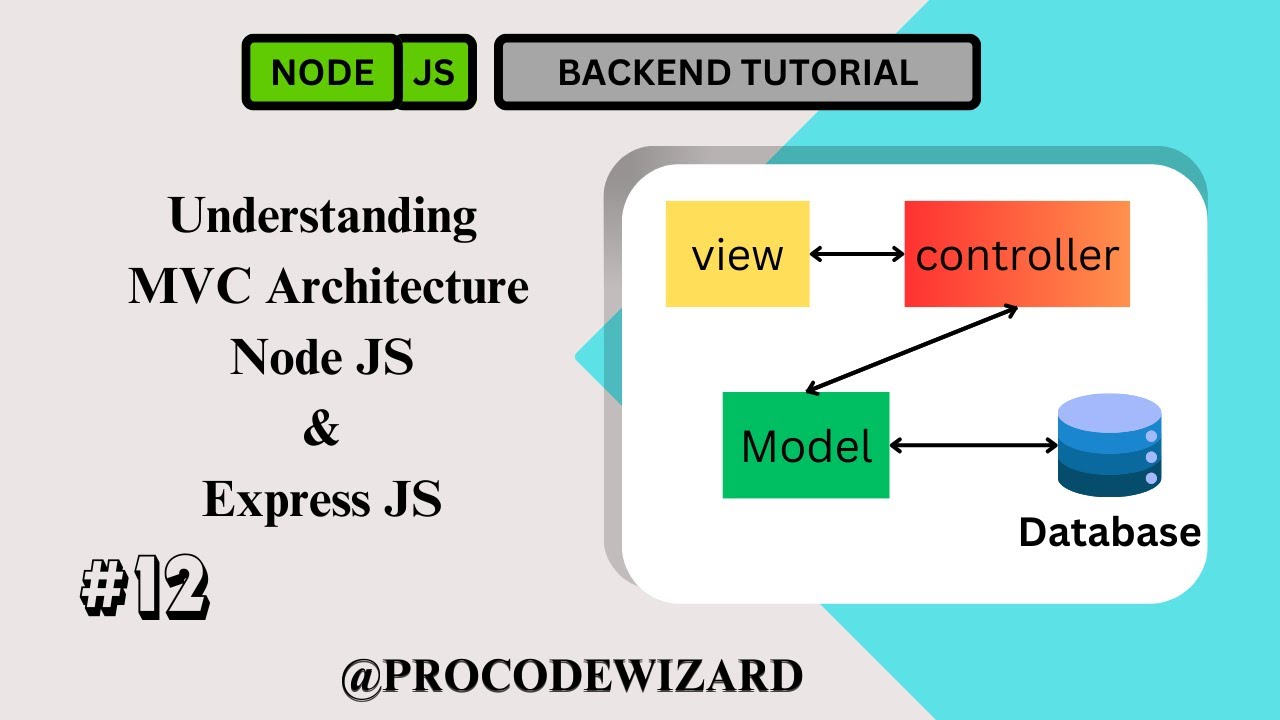 NODE JS BACKEND TUTORIAL
Understanding
MVC Architecture
Node JS
&
Express JS
#12
view
controller
Model
Database
@PROCODEWIZARD